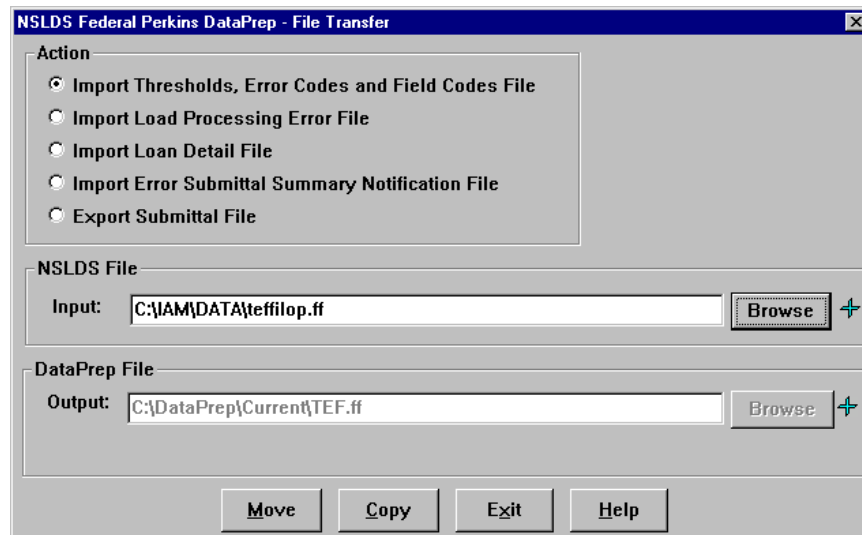 NSLDS Federal Perkins DataPrep - File Transfer
Action
Import Thresholds, Error Codes and Field Codes File
Import Load Processing Error File
Import Loan Detail File
Import Error Submittal Summary Notification File
Export Submittal File
NSLDS File
Input: C:\IAM\DATA\teffilop.ff Browse
DataPrep File
Output: C:\DataPrep\Current\TEF.ff Browse
Move Copy Exit Help